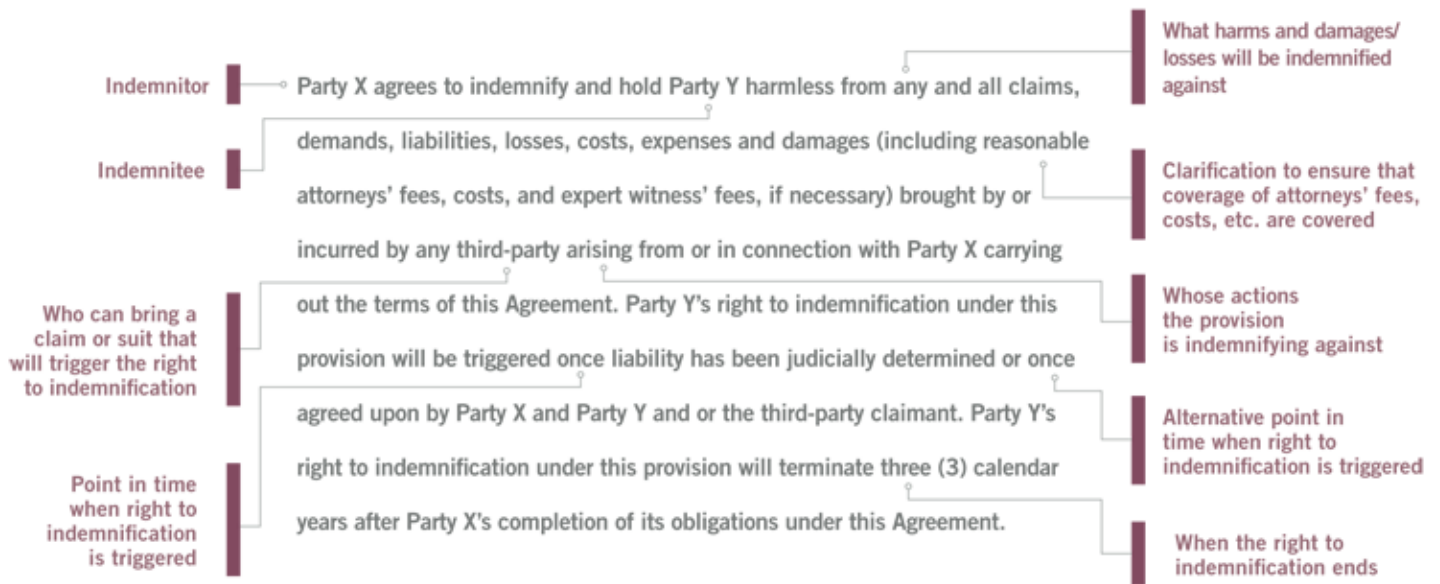 Indemnitor
Indemnitee
Who can bring a
claim or suit that
will trigger the right
to indemnification
Point in time
when right to
indemnification
is triggered
Party X agrees to indemnify and hold Party Y harmless from any and all claims,
demands, liabilities, losses, costs, expenses and damages (including reasonable
attorneys' fees, costs, and expert witness' fees, if necessary) brought by or
incurred by any third-party arising from or in connection with Party X carrying
out the terms of this Agreement. Party Y's right to indemnification under this
provision will be triggered once liability has been judicially determined or once
agreed upon by Party X and Party Y and or the third-party claimant. Party Y's
right to indemnification under this provision will terminate three (3) calendar
years after Party X's completion of its obligations under this Agreement.
What harms and damages/
losses will be indemnified
against
Clarification to ensure that
coverage of attorneys' fees,
costs, etc. are covered
Whose actions
the provision
is indemnifying against
Alternative point in
time when right to
indemnification is triggered
When the right to
indemnification ends